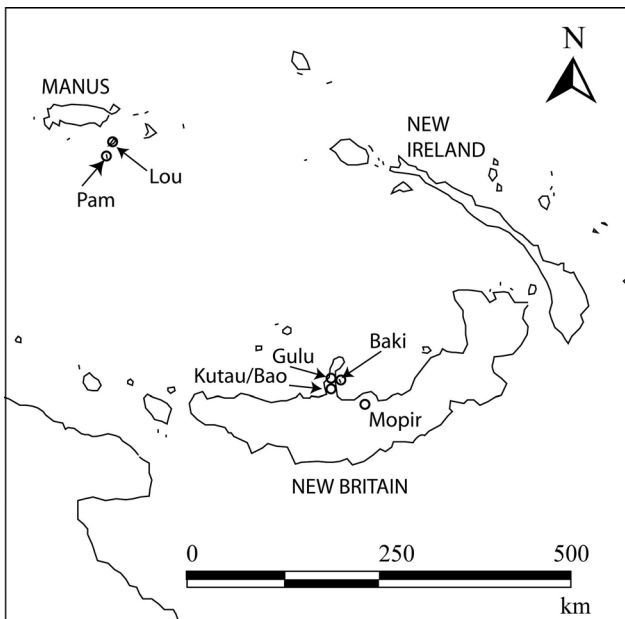 N
MANUS
NEW
IRELAND
Lou
Pam
Gulu
Baki
Kutau/Bao
Mopir
NEW BRITAIN
0 250 500
km